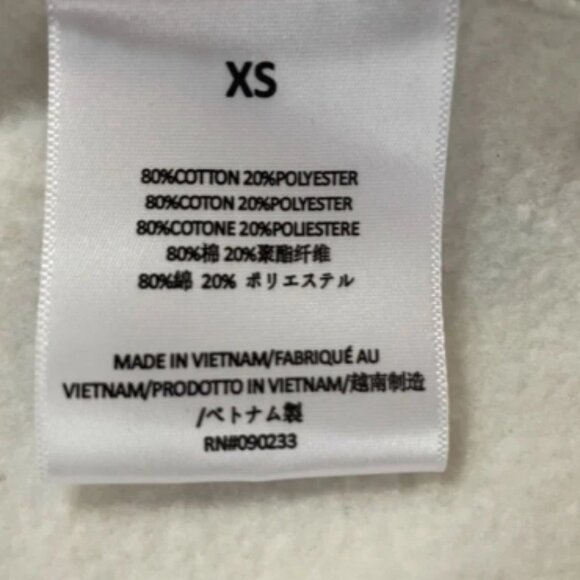 XS
80%COTTON 20%POLYESTER
80%COTON 20%POLYESTER
80%COTONE 20%POLIESTERE
80%棉 20%聚酯纤维
80%綿 20% ポリエステル
MADE IN VIETNAM/FABRIQUÉ AU
VIETNAM/PRODOTTO IN VIETNAM/越南制造
/ベトナム製
RN#090233